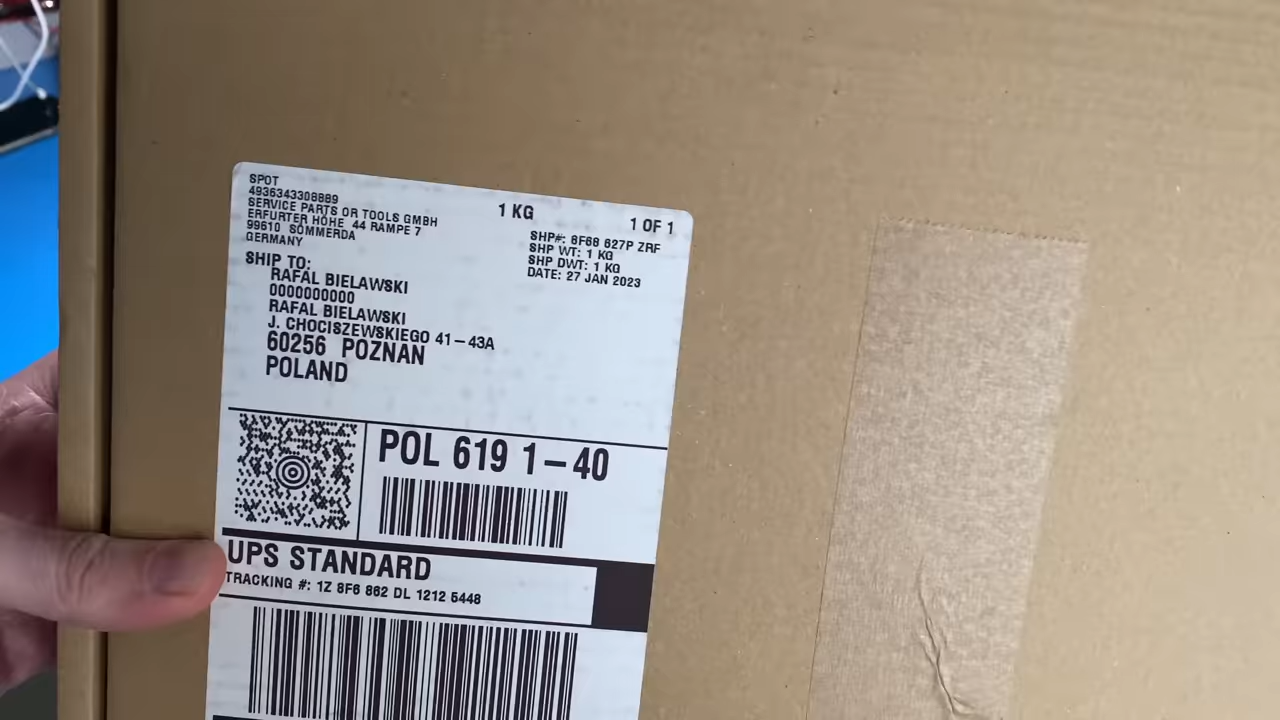 SPOT
4936343308889
SERVICE PARTS OR TOOLS GMBH
ERFURTER HÖHE 44 RAMPE 7
99610 SÖMMERDA
GERMANY
1 KG
1 OF 1
SHP#: 8F68 627P ZRF
SHP WT: 1 KG
SHP DWT: 1 KG
DATE: 27 JAN 2023
SHIP TO:
RAFAL BIELAWSKI
0000000000
RAFAL BIELAWSKI
J. CHOCISZEWSKIEGO 41-43A
60256 POZNAN
POLAND
POL 619 1-40
UPS STANDARD
TRACKING #: 1Z 8F6 862 DL 1212 5448